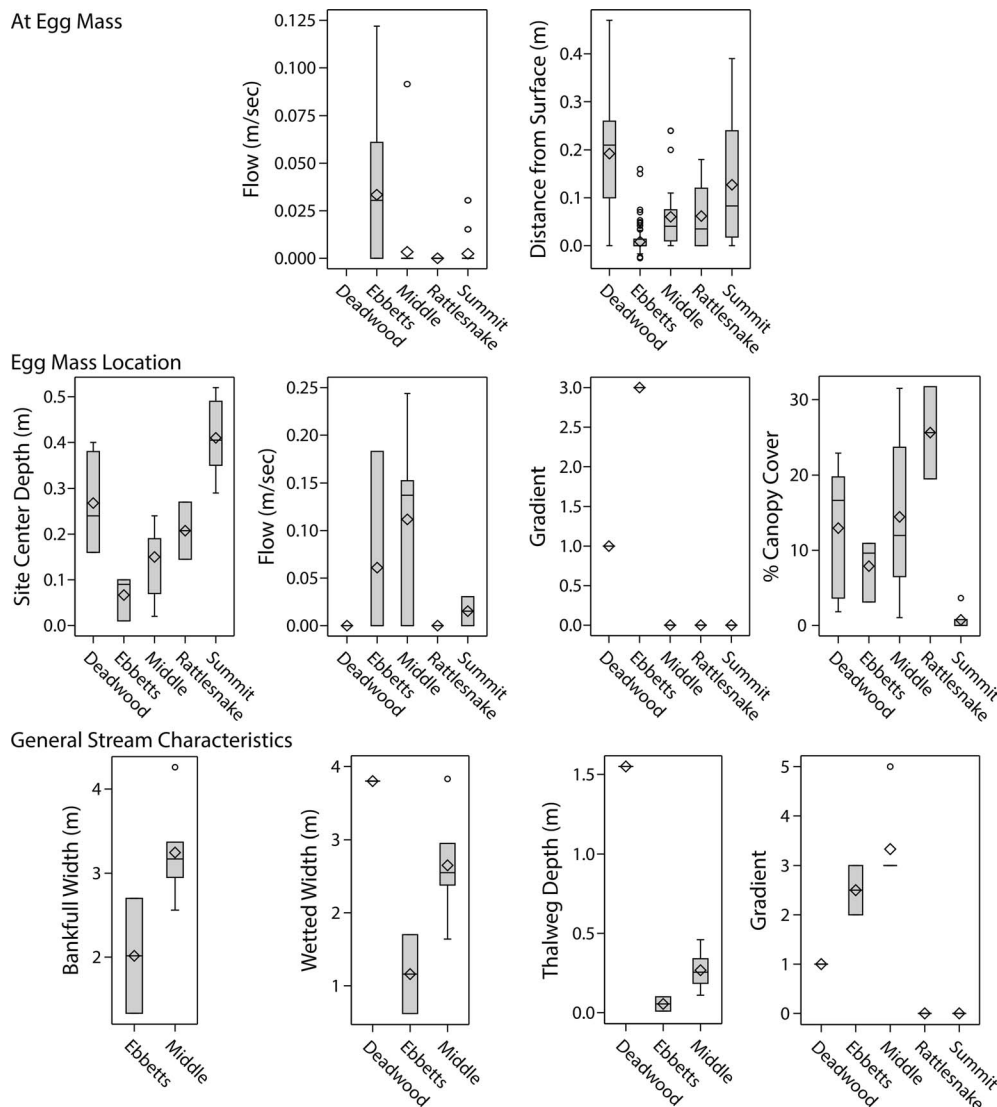 At Egg Mass
Flow (m/sec)
0.125
0.100
0.075
0.050
0.025
0.000
Deadwood
Ebbetts
Middle
Rattlesnake
Summit
Distance from Surface (m)
0.4
0.3
0.2
0.1
0.0
Deadwood
Ebbetts
Middle
Rattlesnake
Summit
Egg Mass Location
Site Center Depth (m)
0.5
0.4
0.3
0.2
0.1
0.0
Deadwood
Ebbetts
Middle
Rattlesnake
Summit
Flow (m/sec)
0.25
0.20
0.15
0.10
0.05
0.00
Deadwood
Ebbetts
Middle
Rattlesnake
Summit
Gradient
3.0
2.5
2.0
1.5
1.0
0.5
0.0
Deadwood
Ebbetts
Middle
Rattlesnake
Summit
% Canopy Cover
30
20
10
0
Deadwood
Ebbetts
Middle
Rattlesnake
Summit
General Stream Characteristics
Bankfull Width (m)
4
3
2
Ebbetts
Middle
Wetted Width (m)
4
3
2
1
Deadwood
Ebbetts
Middle
Thalweg Depth (m)
1.5
1.0
0.5
0.0
Deadwood
Ebbetts
Middle
Gradient
5
4
3
2
1
0
Deadwood
Ebbetts
Middle
Rattlesnake
Summit